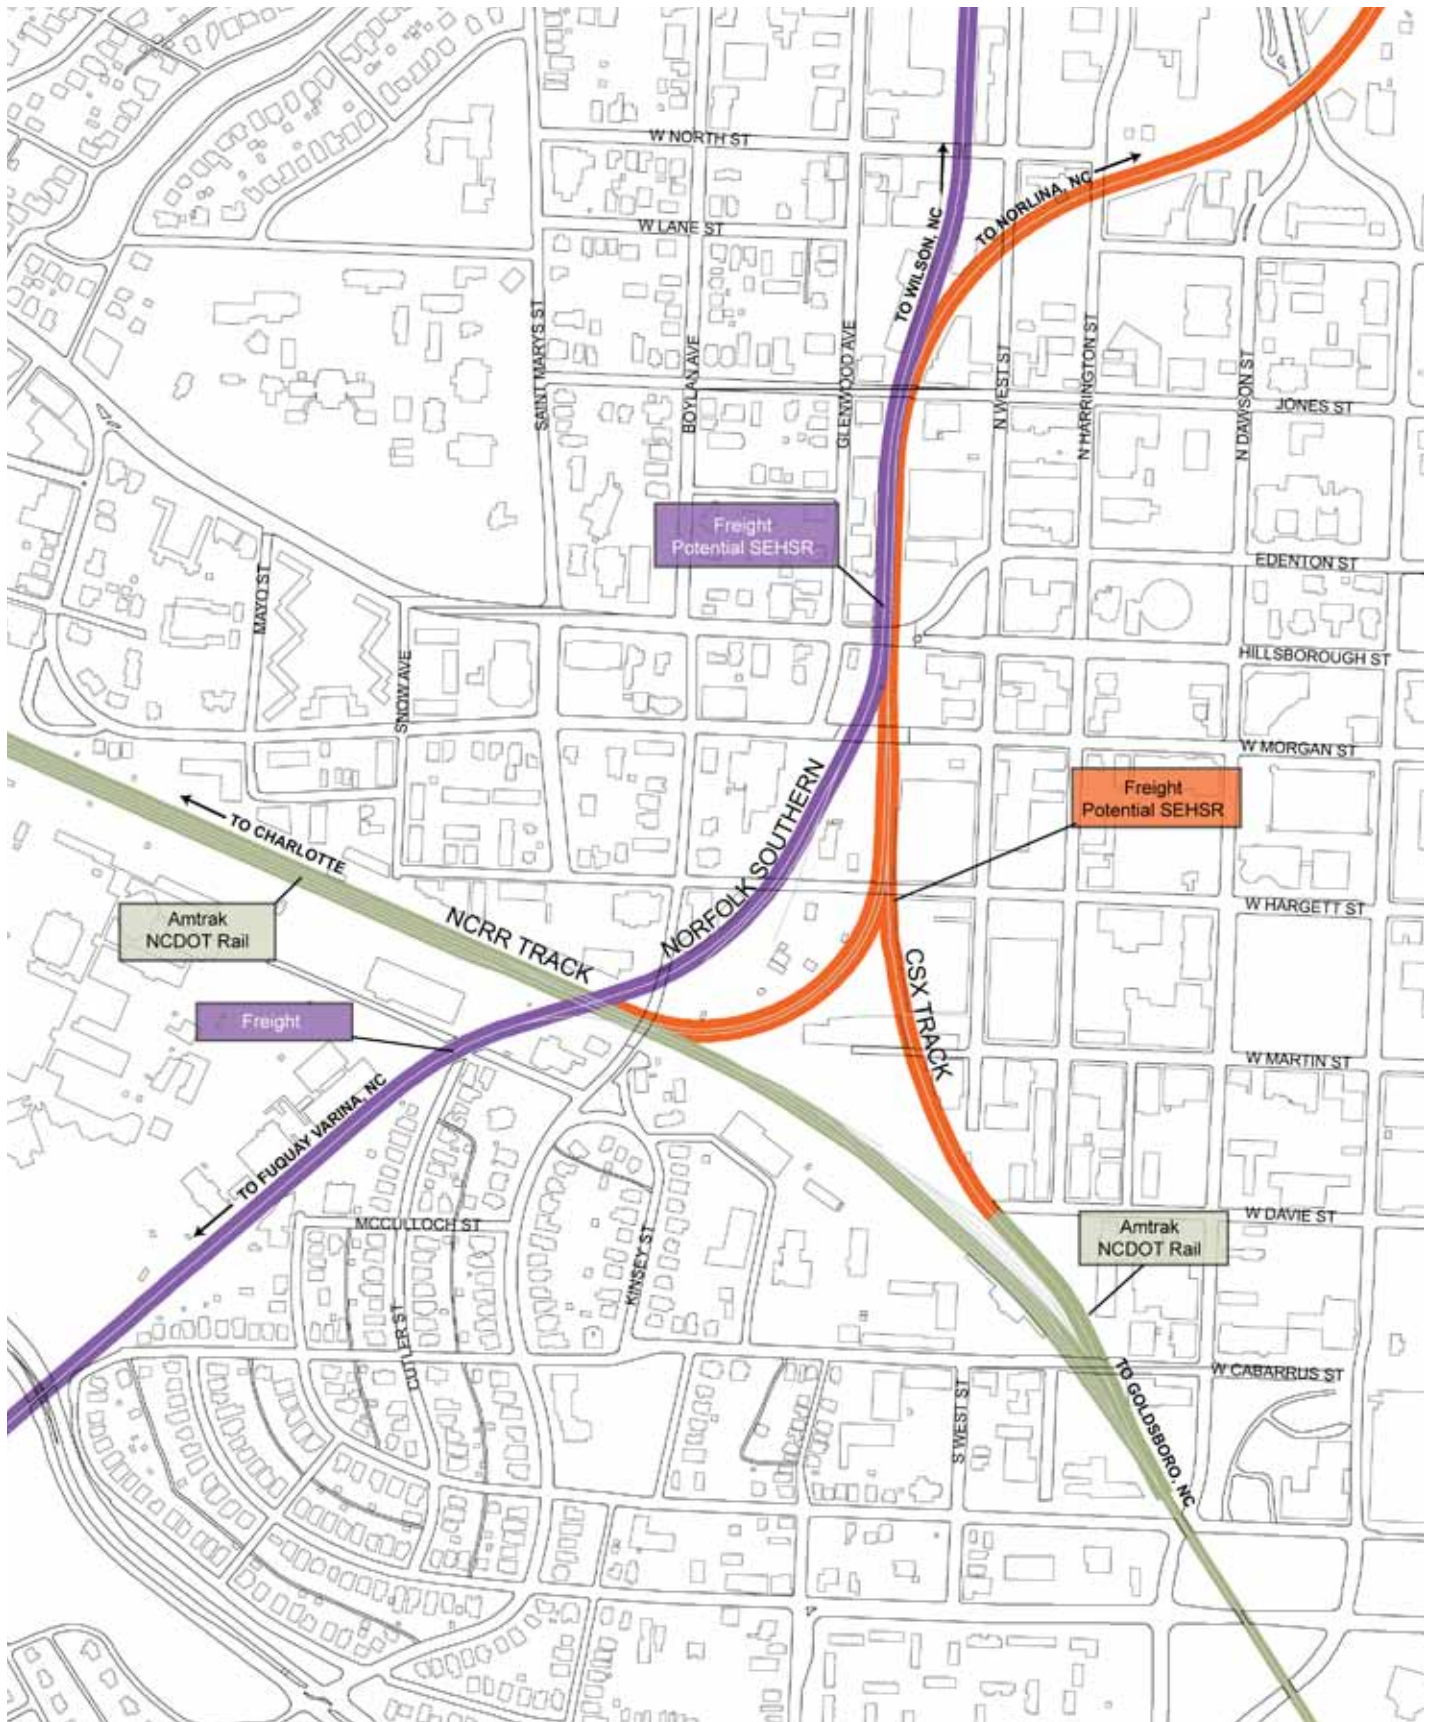 W NORTH ST
TO NORLINA, NC
W LANE ST
TO WILSON, NC
SAINT MARYS ST
BOYLAN AVE
GLENWOOD AVE
N WEST ST
N HARRINGTON ST
N DAWSON ST
JONES ST
Freight
Potential SEHSR
EDENTON ST
MAYO ST
SNOW AVE
HILLSBOROUGH ST
W MORGAN ST
Freight
Potential SEHSR
TO CHARLOTTE
NORFOLK SOUTHERN
W HARGETT ST
Amtrak
NCDOT Rail
NCRR TRACK
CSX TRACK
Freight
W MARTIN ST
TO FUQUAY VARINA, NC
MCCULLOCH ST
KINSEY ST
W DAVIE ST
Amtrak
NCDOT Rail
CUTLER ST
W CABARRUS ST
TO GOLDSBORO, NC
S WEST ST